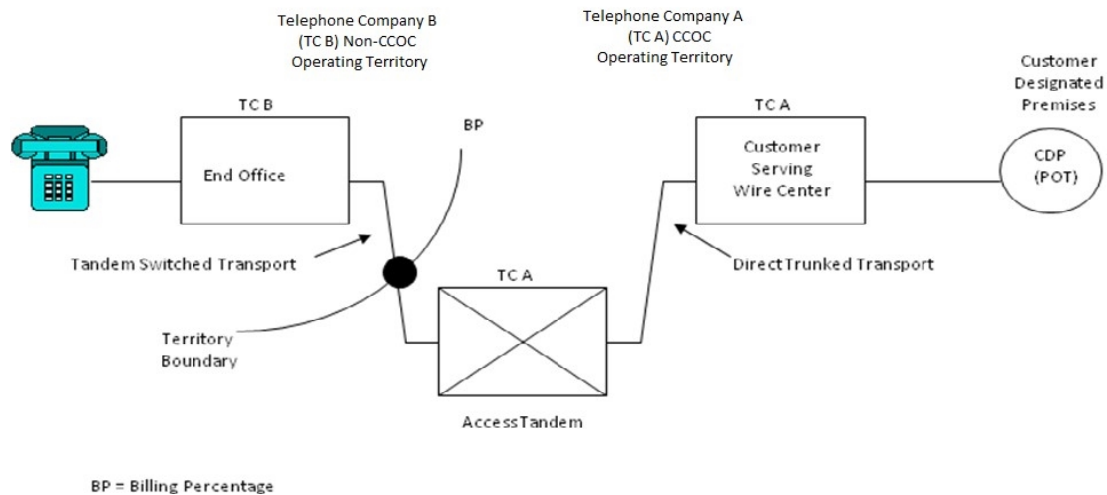 Telephone Company B
(TC B) Non-CCOC
Operating Territory
Telephone Company A
(TC A) CCOC
Operating Territory
Customer
Designated
Premises
TC B
BP
TC A
End Office
Customer
Serving
Wire Center
CDP
(POT)
Tandem Switched Transport
TC A
Direct Trunked Transport
Territory
Boundary
AccessTandem
BP = Billing Percentage